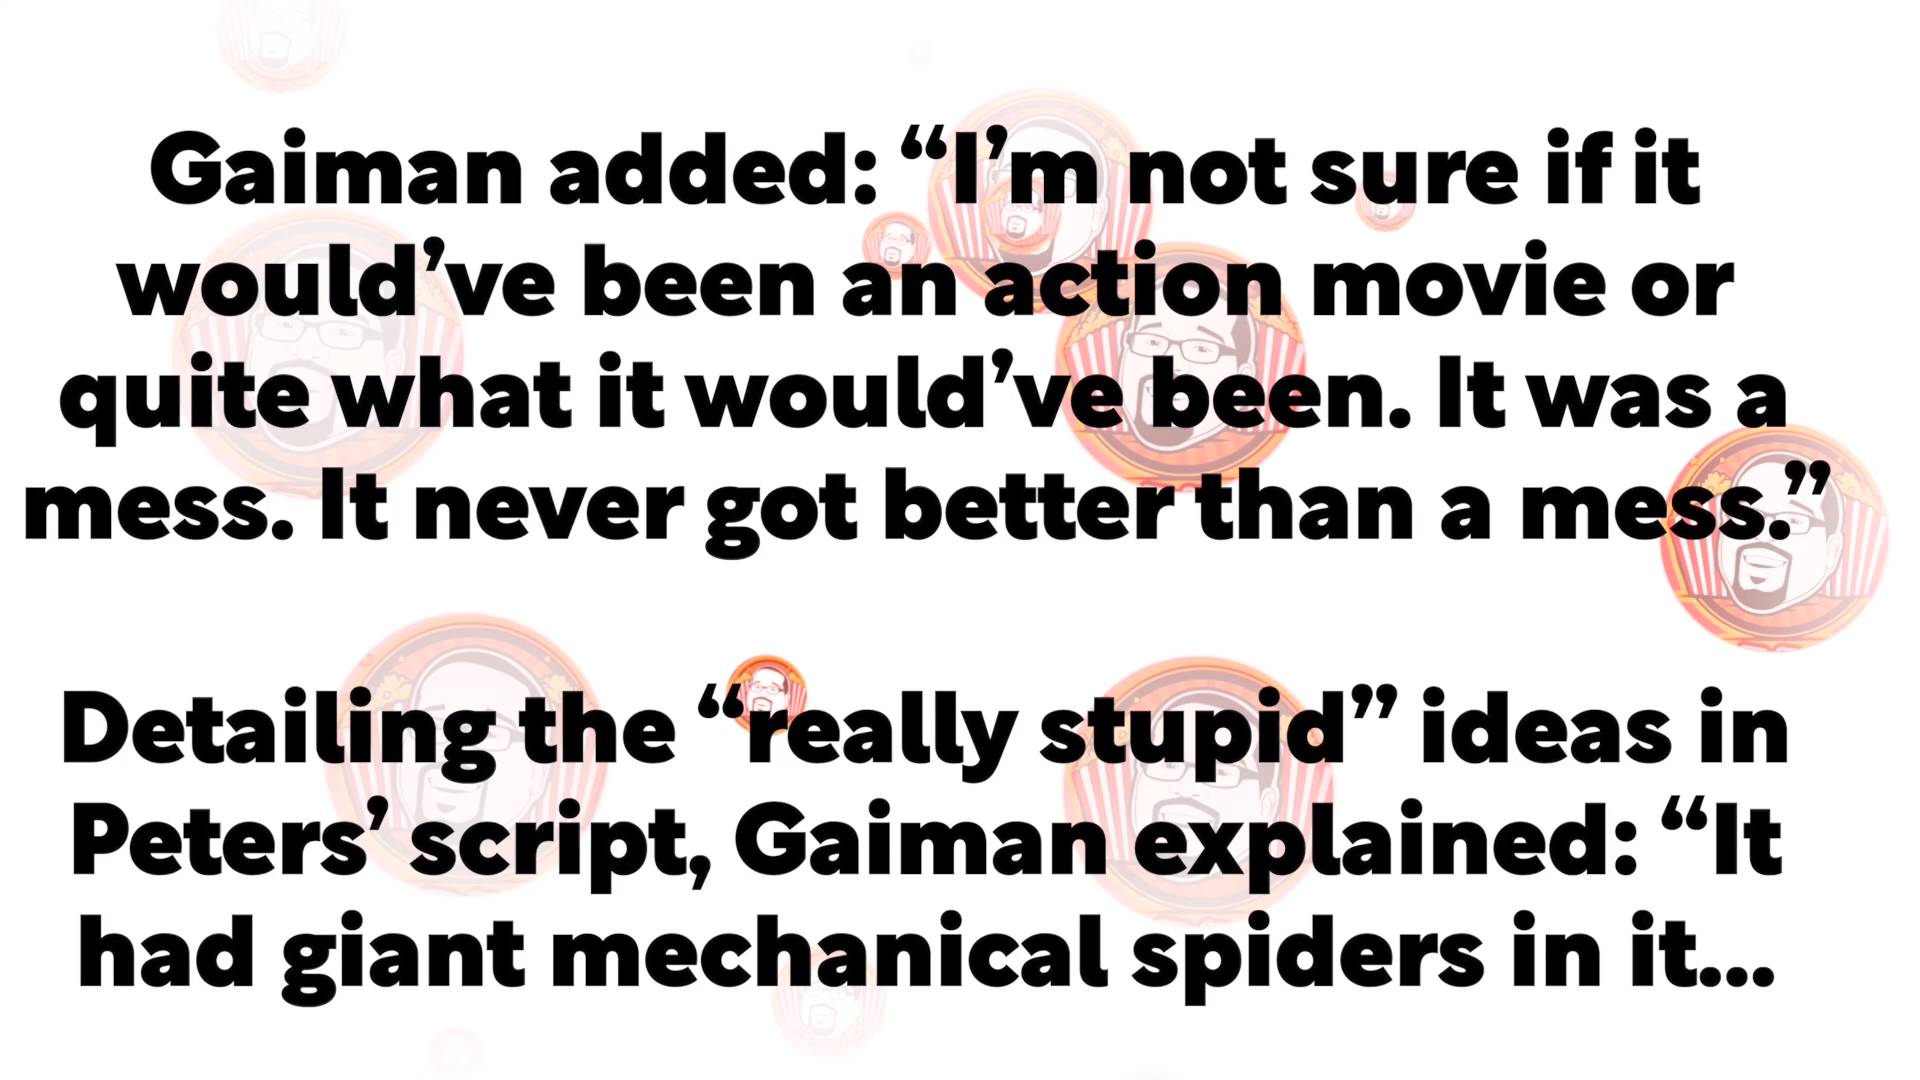 Gaiman added: “I’m not sure if it
would’ve been an action movie or
quite what it would’ve been. It was a
mess. It never got better than a mess.”
Detailing the “really stupid” ideas in
Peters’ script, Gaiman explained: “It
had giant mechanical spiders in it...